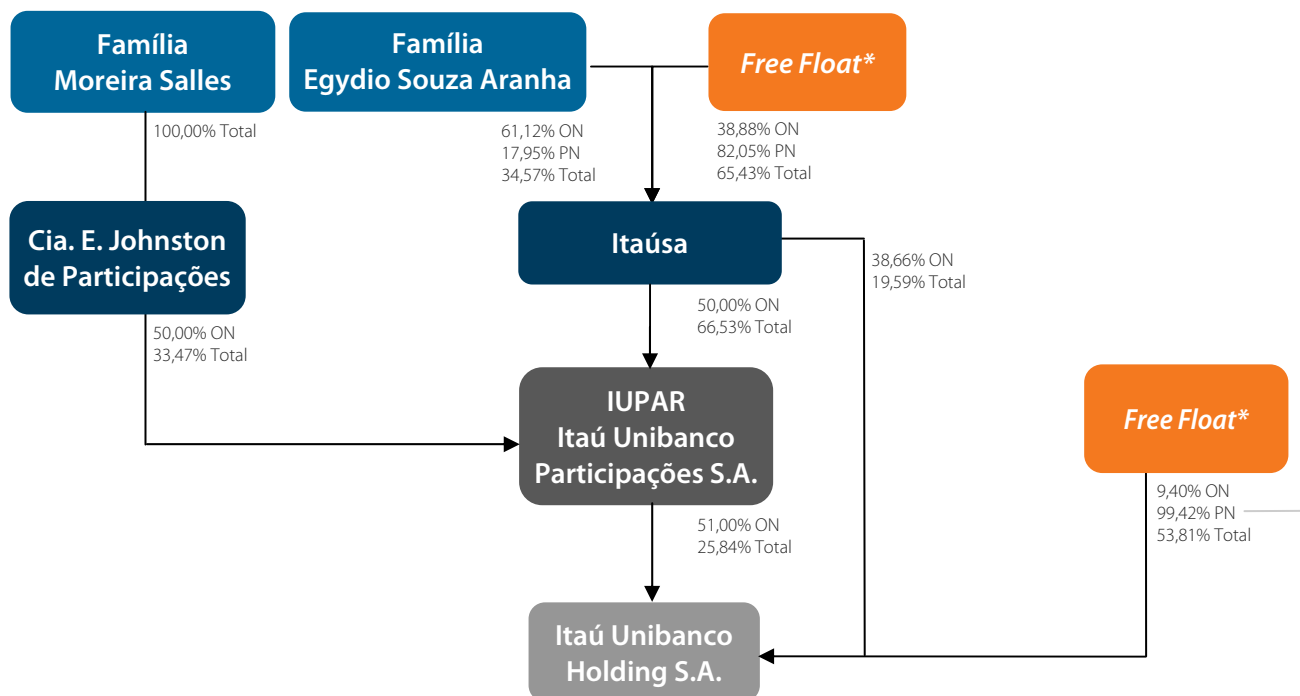 Família
Moreira Salles
Família
Egydio Souza Aranha
Free Float*
100,00% Total
61,12% ON
17,95% PN
34,57% Total
38,88% ON
82,05% PN
65,43% Total
Cia. E. Johnston
de Participações
Itaúsa
38,66% ON
19,59% Total
50,00% ON
33,47% Total
50,00% ON
66,53% Total
IUPAR
Itaú Unibanco
Participações S.A.
Free Float*
51,00% ON
25,84% Total
9,40% ON
99,42% PN
53,81% Total
Itaú Unibanco
Holding S.A.